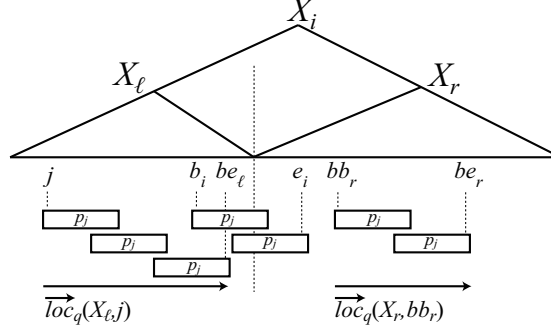 X_i
X_ℓ X_r
j b_i be_ℓ e_i bb_r be_r
p_j p_j p_j
p_j p_j p_j
p_j
loc_q(X_ℓ,j) loc_q(X_r,bb_r)